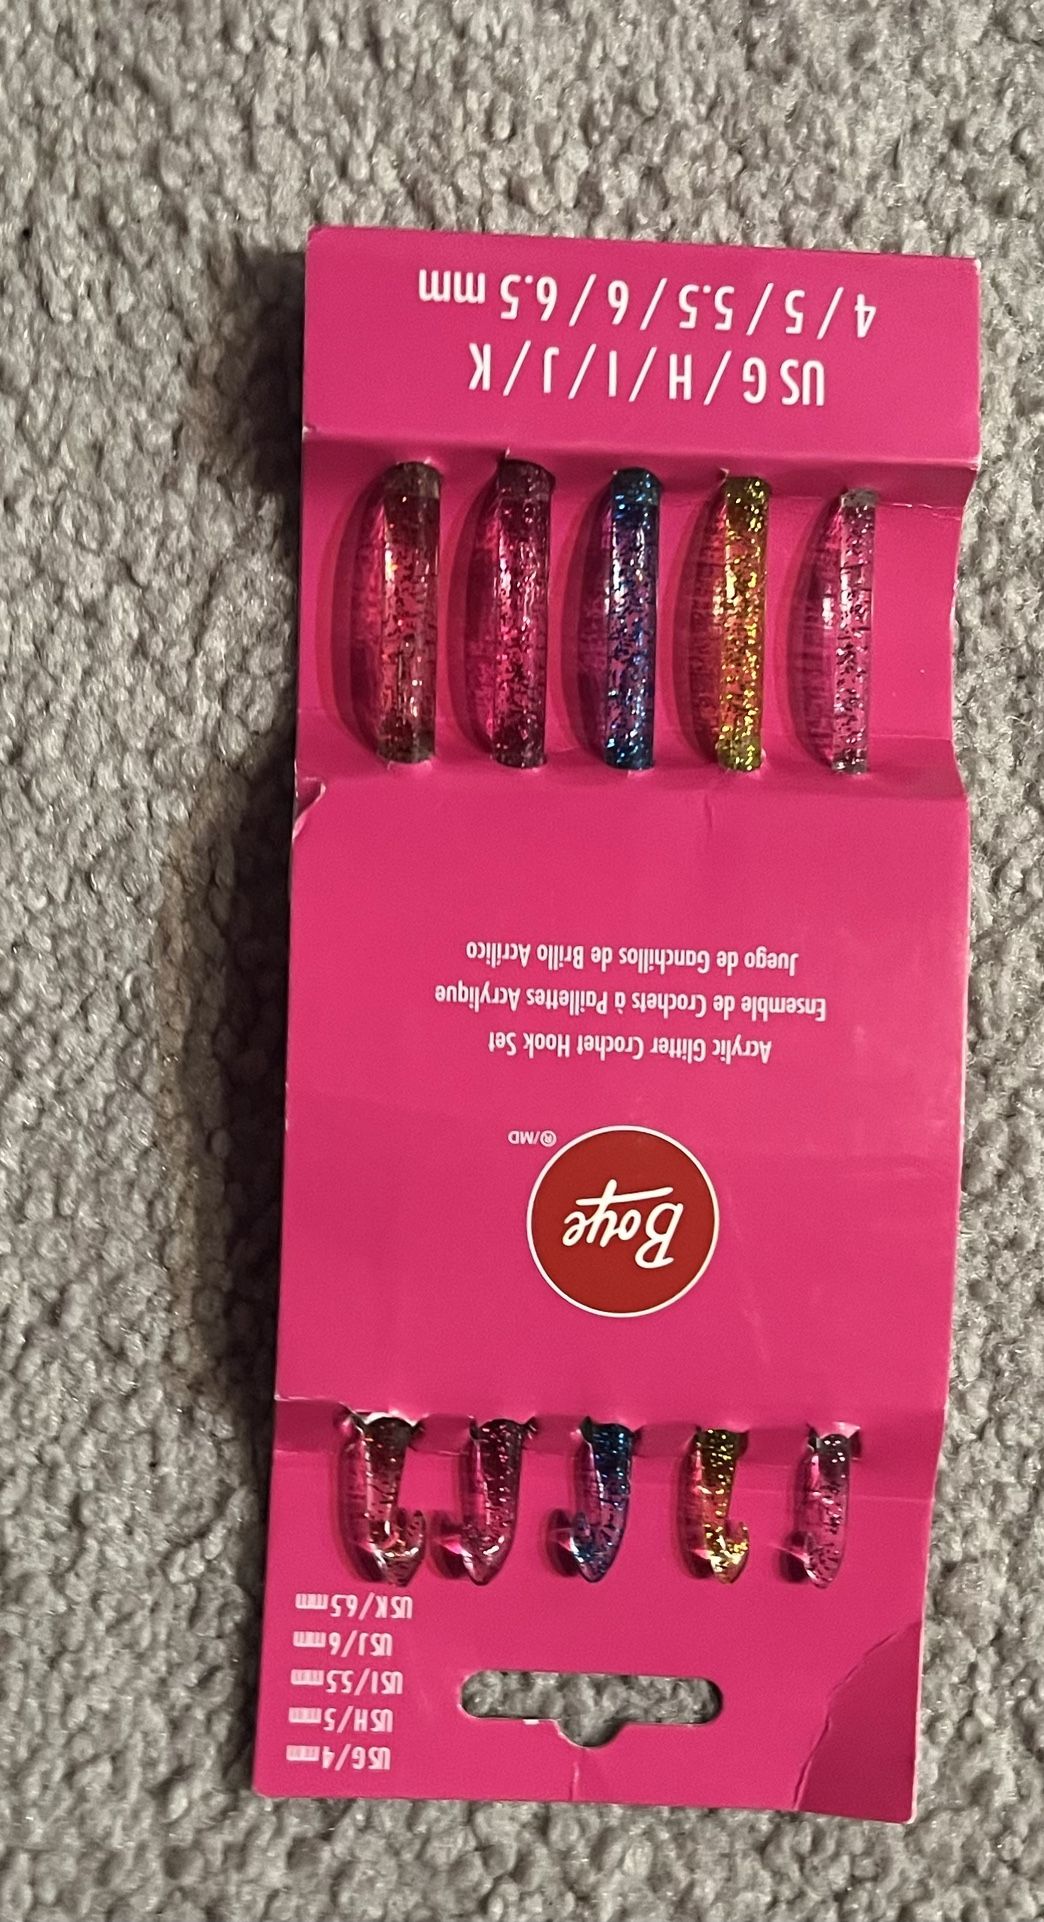 US G/4mm
US H/5mm
US I/5.5mm
US J/6mm
US K/6.5mm
Boye
®/MD
Acrylic Glitter Crochet Hook Set
Ensemble de Crochets à Paillettes Acrylique
Juego de Ganchillos de Brillo Acrílico
US G / H / I / J / K
4 / 5 / 5.5 / 6 / 6.5 mm